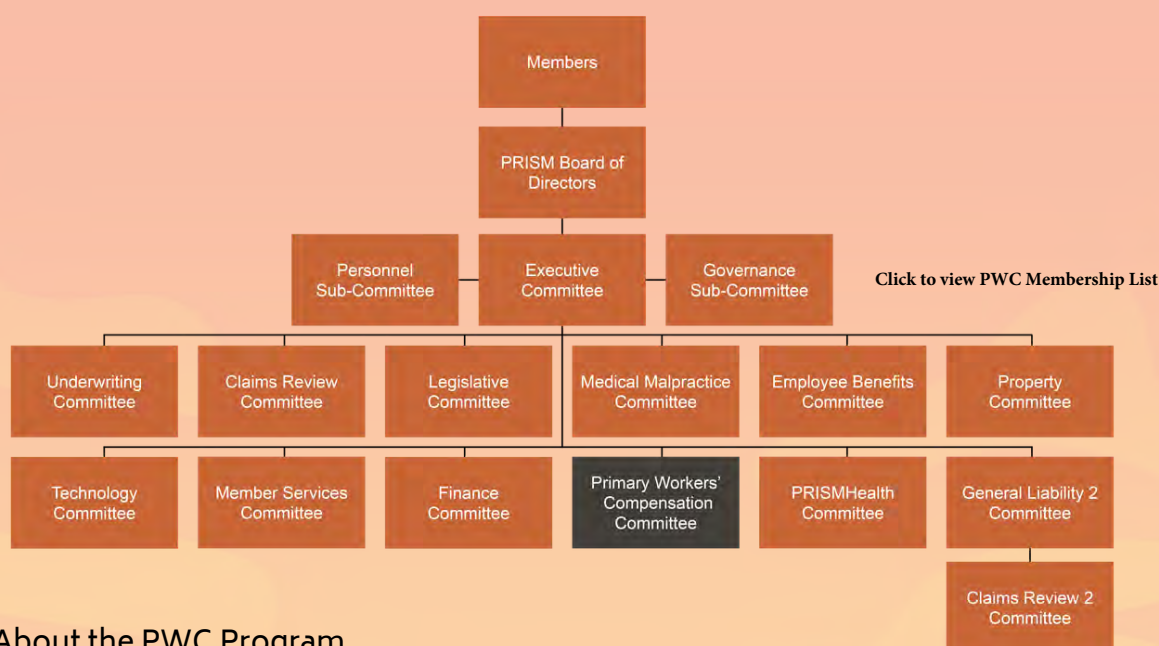 Members
PRISM Board of
Directors
Personnel
Sub-Committee
Executive
Committee
Governance
Sub-Committee
Click to view PWC Membership List
Underwriting
Committee
Claims Review
Committee
Legislative
Committee
Medical Malpractice
Committee
Employee Benefits
Committee
Property
Committee
Technology
Committee
Member Services
Committee
Finance
Committee
Primary Workers'
Compensation
Committee
PRISMHealth
Committee
General Liability 2
Committee
Claims Review 2
Committee
About the PWC Program